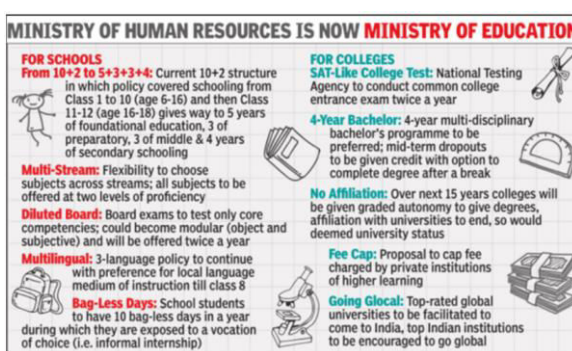 MINISTRY OF HUMAN RESOURCES IS NOW MINISTRY OF EDUCATION
FOR SCHOOLS
From 10+2 to 5+3+3+4: Current 10+2 structure
in which policy covered schooling from
Class 1 to 10 (age 6-16) and then Class
11-12 (age 16-18) gives way to 5 years
of foundational education, 3 of
preparatory, 3 of middle & 4 years
of secondary schooling
Multi-Stream: Flexibility to choose
subjects across streams; all subjects to be
offered at two levels of proficiency
Diluted Board: Board exams to test only core
competencies; could become modular (object and
subjective) and will be offered twice a year
Multilingual: 3-language policy to continue
with preference for local language
medium of instruction till class 8
Bag-Less Days: School students
to have 10 bag-less days in a year
during which they are exposed to a vocation
of choice (i.e. informal internship)
FOR COLLEGES
SAT-Like College Test: National Testing
Agency to conduct common college
entrance exam twice a year
4-Year Bachelor: 4-year multi-disciplinary
bachelor's programme to be
preferred; mid-term dropouts
to be given credit with option to
complete degree after a break
No Affiliation: Over next 15 years colleges will
be given graded autonomy to give degrees,
affiliation with universities to end, so would
deemed university status
Fee Cap: Proposal to cap fee
charged by private institutions
of higher learning
Going Glocal: Top-rated global
universities to be facilitated to
come to India, top Indian institutions
to be encouraged to go global